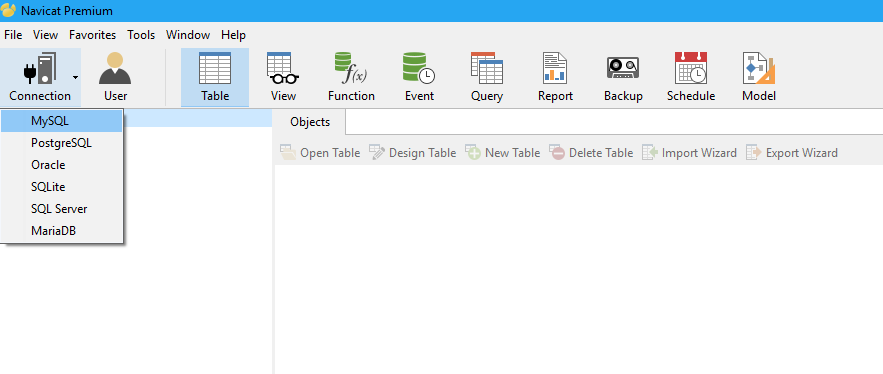 Navicat Premium
File View Favorites Tools Window Help
f(x)
Connection User Table View Function Event Query Report Backup Schedule Model
MySQL
PostgreSQL
Oracle
SQLite
SQL Server
MariaDB
Objects
Open Table Design Table New Table Delete Table Import Wizard Export Wizard